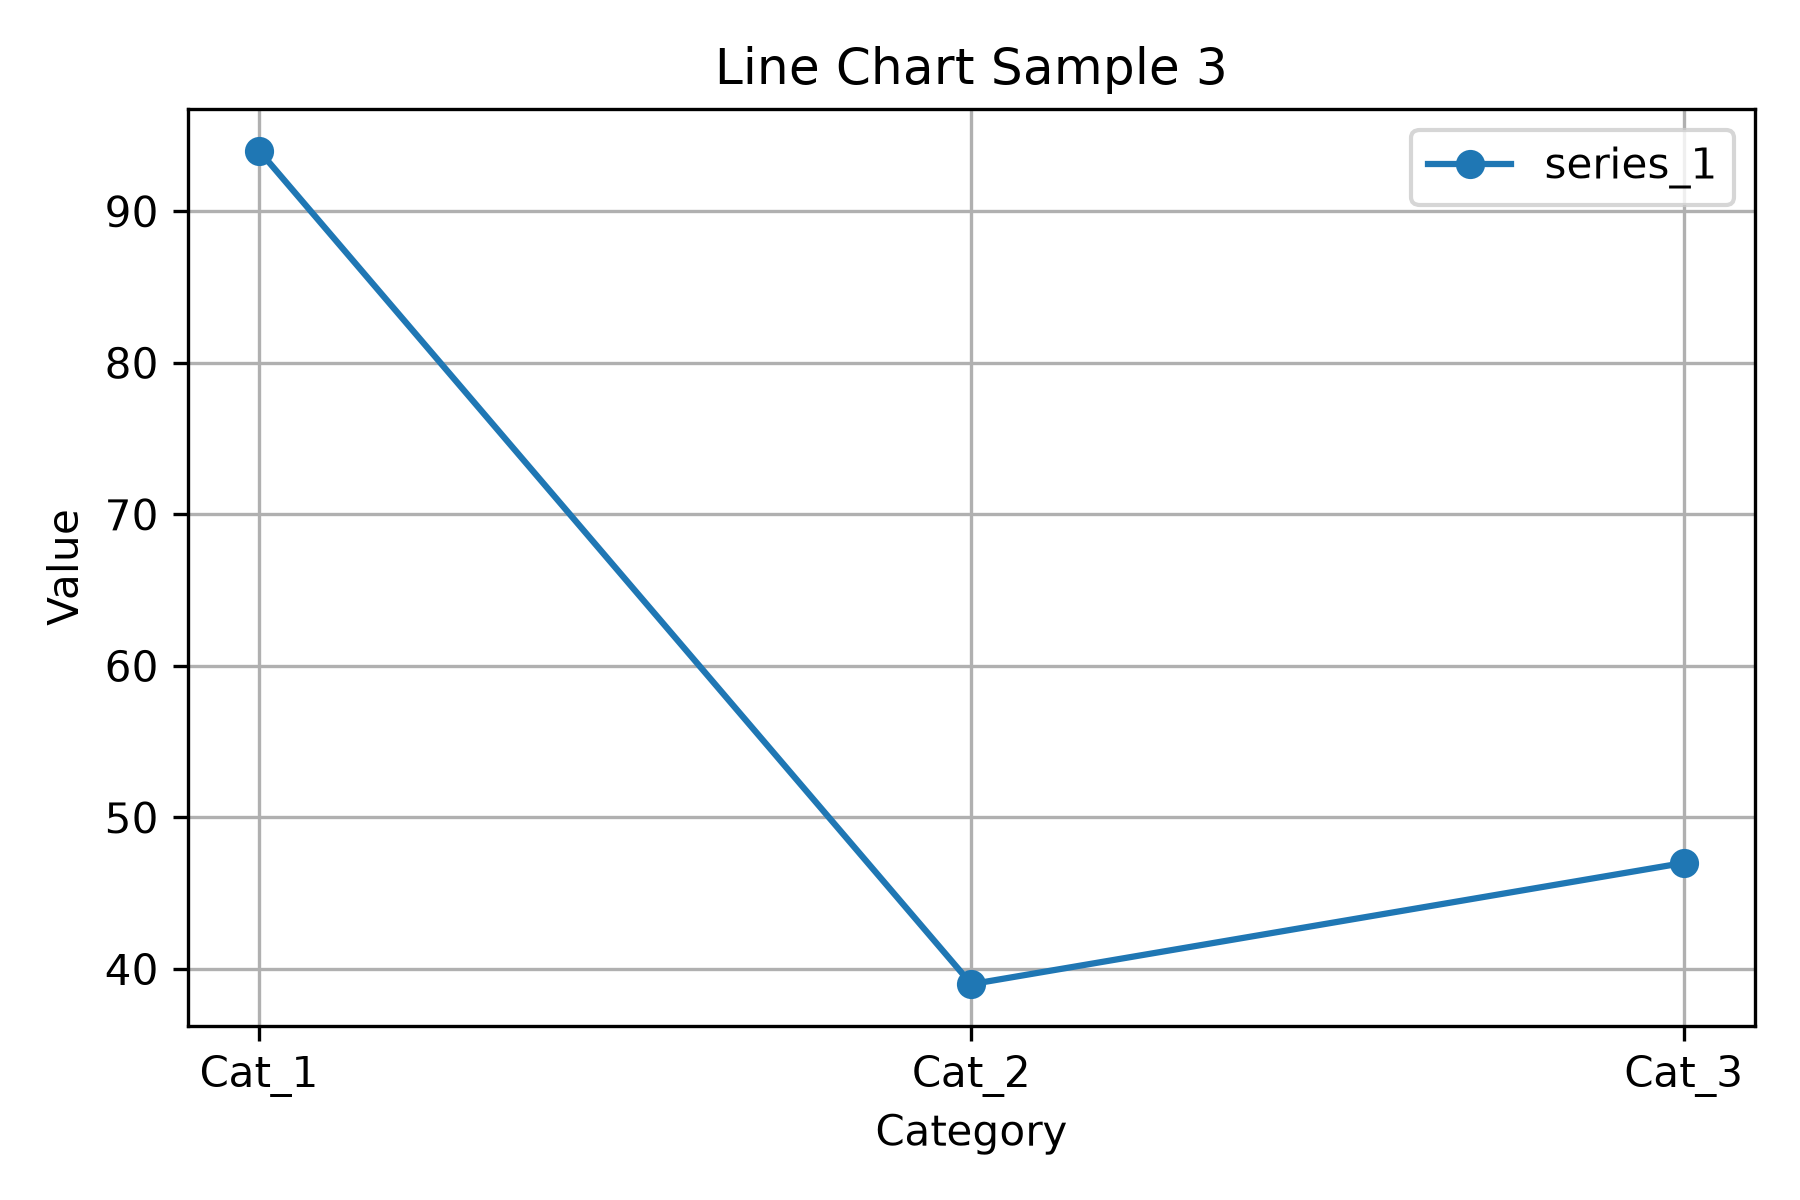 Line Chart Sample 3
series_1
Value
90
80
70
60
50
40
Cat_1 Cat_2 Cat_3
Category